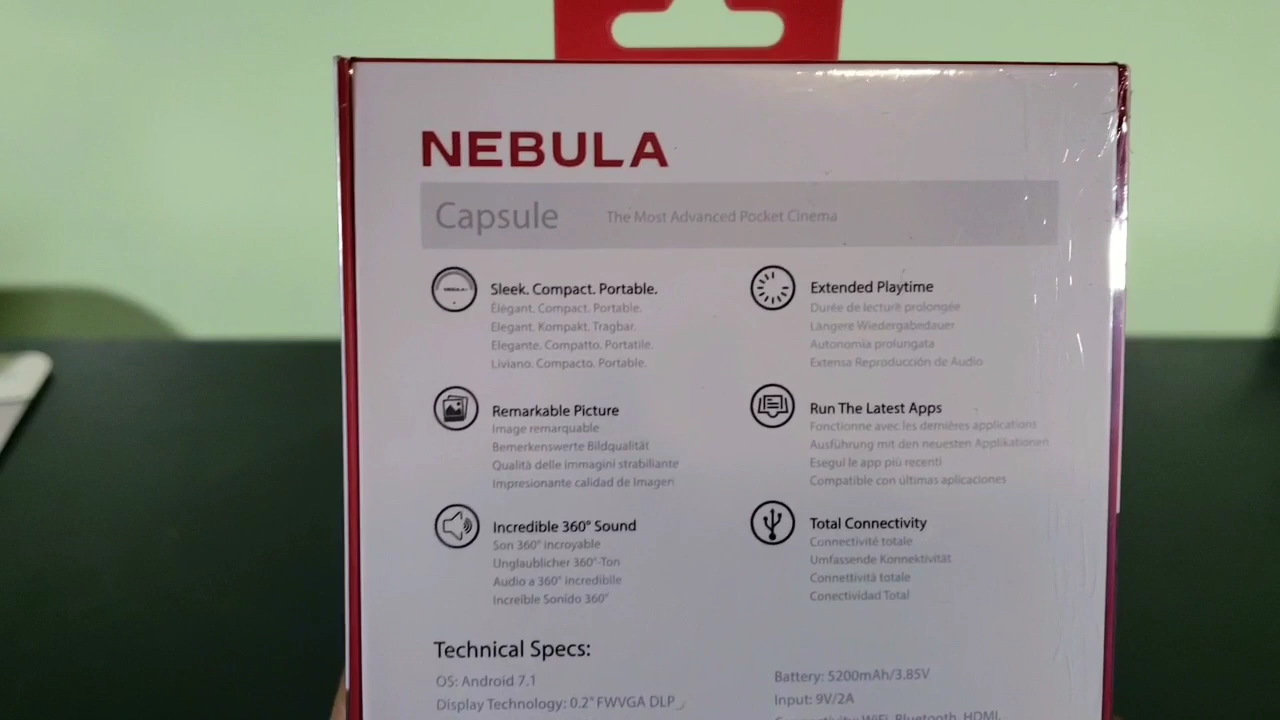 NEBULA
Capsule The Most Advanced Pocket Cinema
Sleek. Compact. Portable.
Élégant. Compact. Portable.
Elegant. Kompakt. Tragbar.
Elegante. Compatto. Portatile.
Liviano. Compacto. Portable.
Extended Playtime
Durée de lecture prolongée
Längere Wiedergabedauer
Autonomia prolungata
Extensa Reproducción de Audio
Remarkable Picture
Image remarquable
Bemerkenswerte Bildqualität
Qualità delle immagini strabiliante
Impresionante calidad de Imagen
Run The Latest Apps
Fonctionne avec les dernières applications
Ausführung mit den neuesten Applikationen
Esegui le app più recenti
Compatible con últimas aplicaciones
Incredible 360° Sound
Son 360° incroyable
Unglaublicher 360°-Ton
Audio a 360° incredibile
Increíble Sonido 360°
Total Connectivity
Connectivité totale
Umfassende Konnektivität
Connettività totale
Conectividad Total
Technical Specs:
OS: Android 7.1
Display Technology: 0.2" FWVGA DLP
Battery: 5200mAh/3.85V
Input: 9V/2A
Connectivity: WiFi, Bluetooth, HDMI,